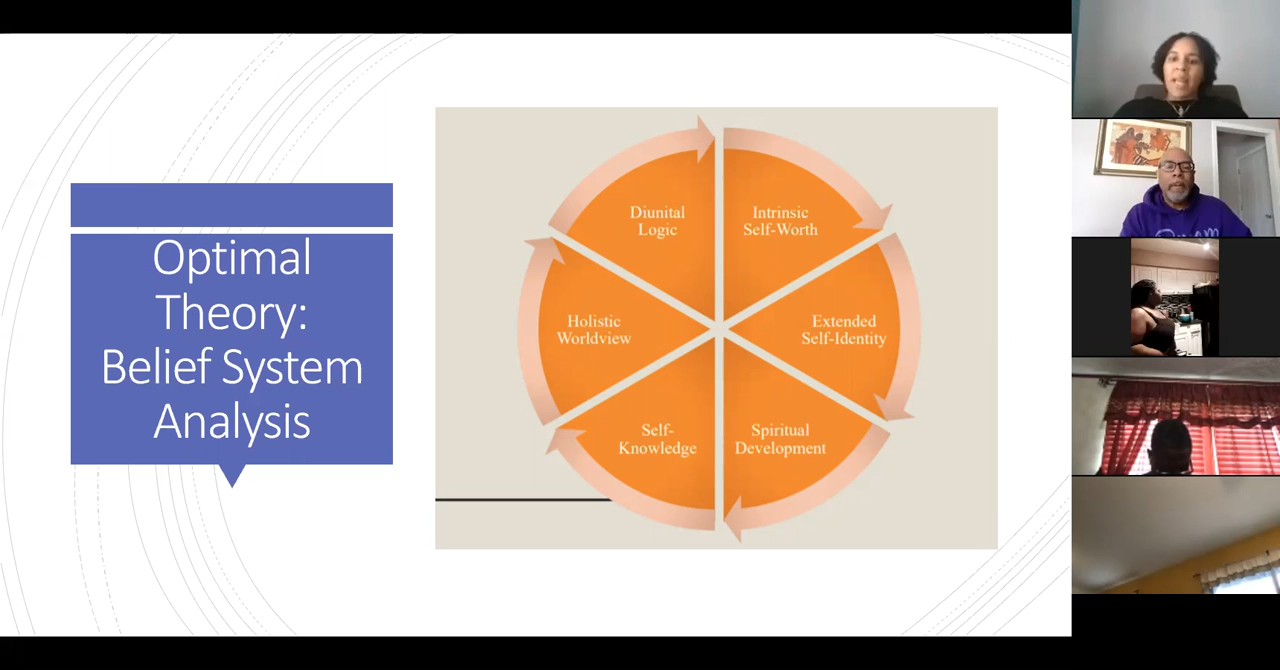 Optimal
Theory:
Belief System
Analysis
Diunital
Logic
Intrinsic
Self-Worth
Holistic
Worldview
Extended
Self-Identity
Self-
Knowledge
Spiritual
Development